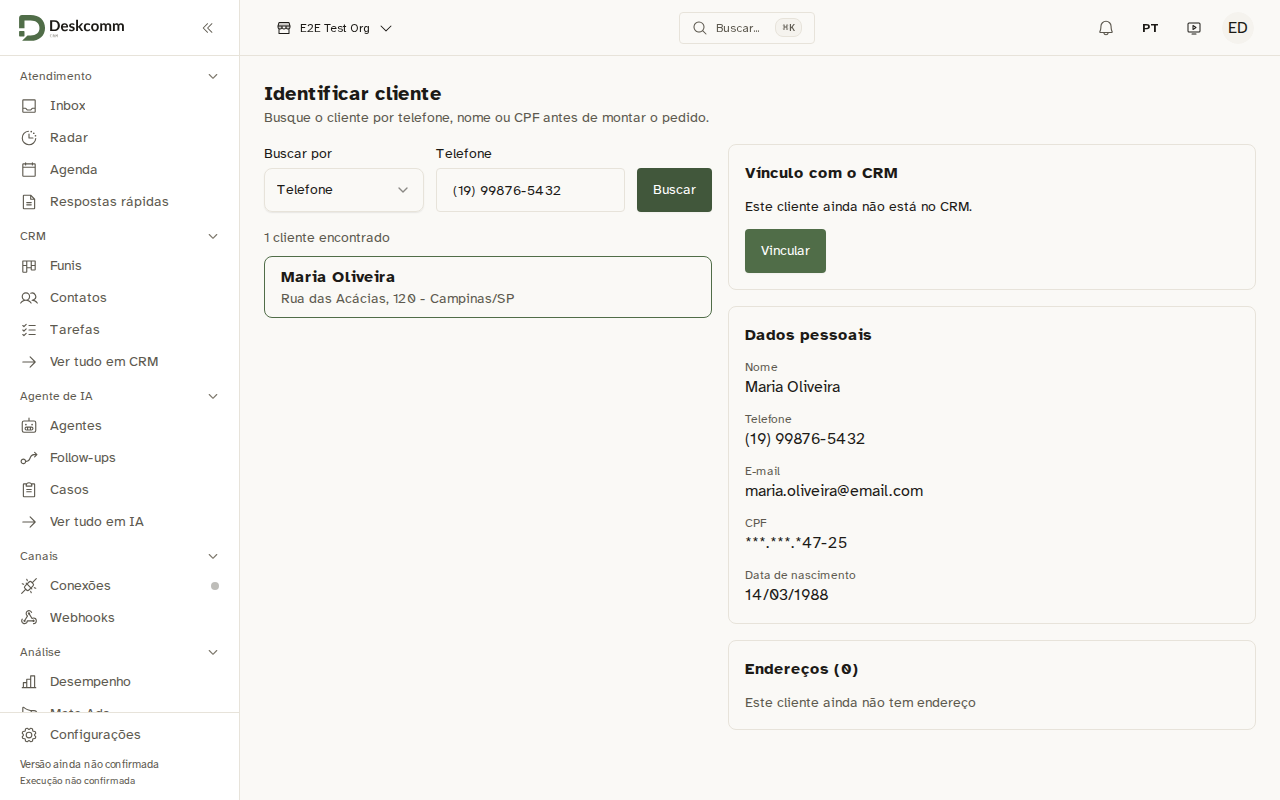 Deskcomm
E2E Test Org
Buscar...
⌘K
PT
ED
Atendimento
Inbox
Radar
Agenda
Respostas rápidas
CRM
Funis
Contatos
Tarefas
Ver tudo em CRM
Agente de IA
Agentes
Follow-ups
Casos
Ver tudo em IA
Canais
Conexões
Webhooks
Análise
Desempenho
Configurações
Versão ainda não confirmada
Execução não confirmada
Identificar cliente
Busque o cliente por telefone, nome ou CPF antes de montar o pedido.
Buscar por
Telefone
Telefone
(19) 99876-5432
Buscar
1 cliente encontrado
Maria Oliveira
Rua das Acácias, 120 - Campinas/SP
Vínculo com o CRM
Este cliente ainda não está no CRM.
Vincular
Dados pessoais
Nome
Maria Oliveira
Telefone
(19) 99876-5432
E-mail
maria.oliveira@email.com
CPF
***.***.*47-25
Data de nascimento
14/03/1988
Endereços (0)
Este cliente ainda não tem endereço